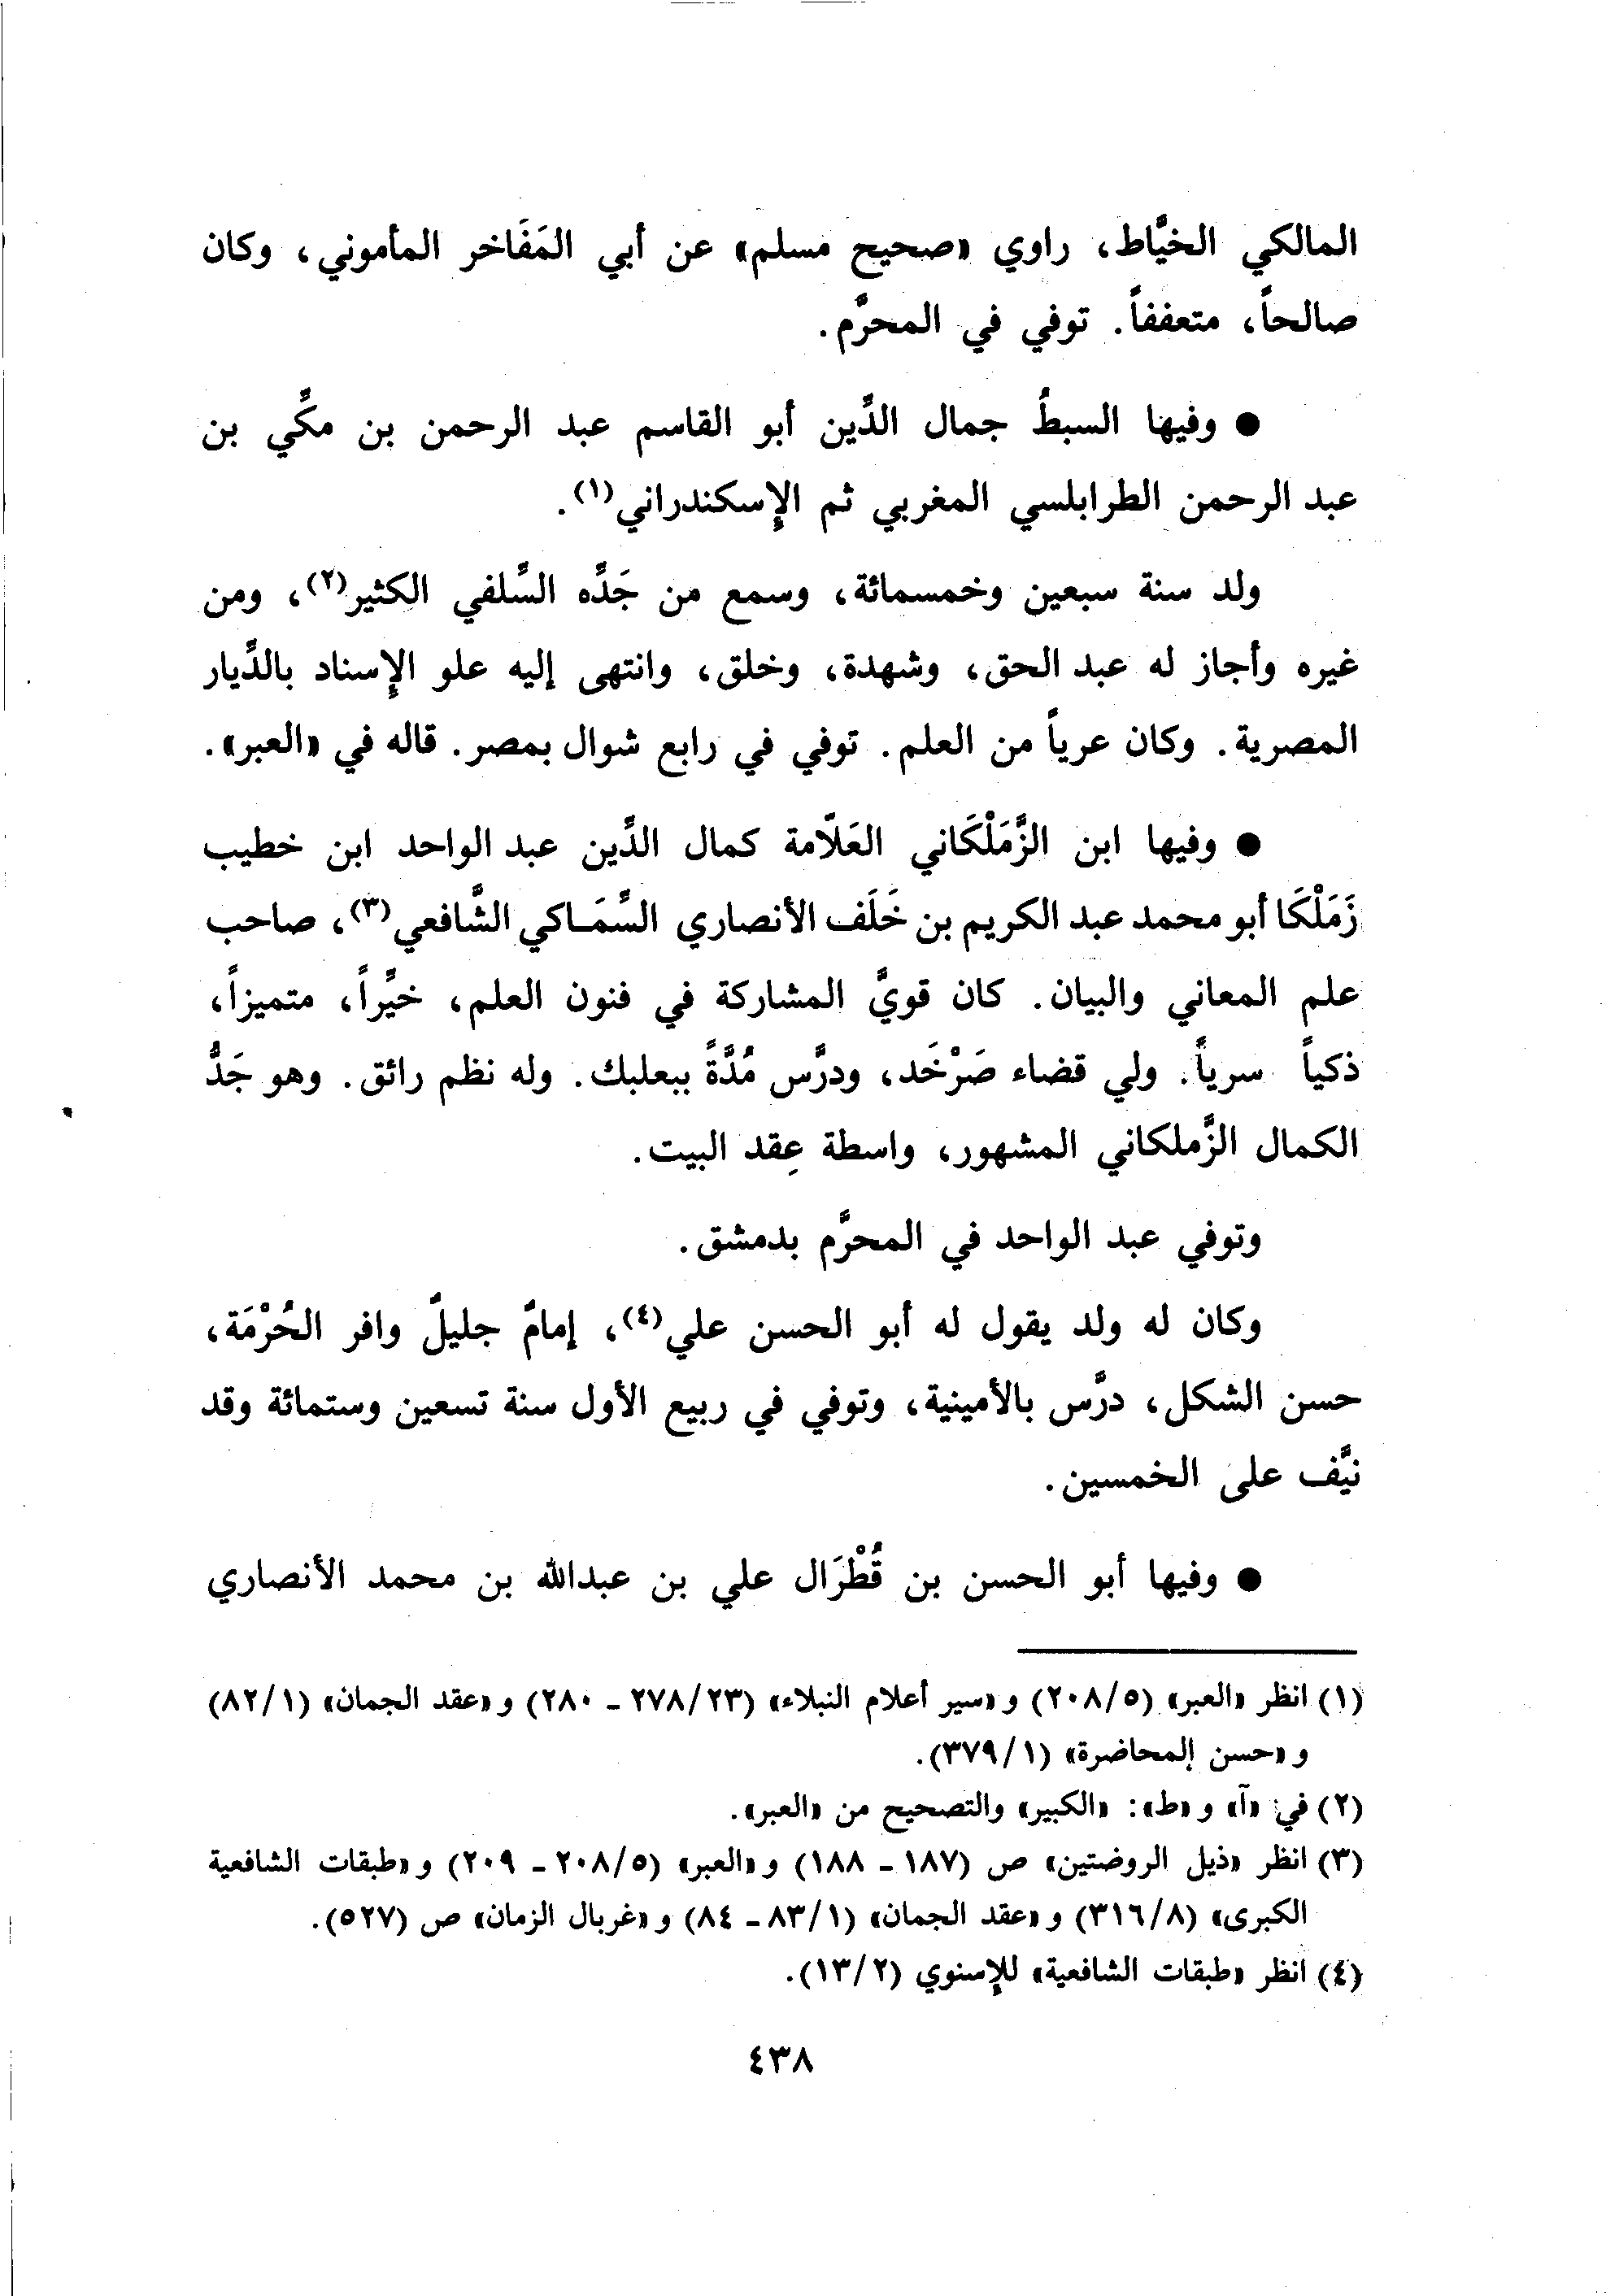 المالكي الخيَّاط، راوي «صحيح مسلم» عن أبي المَفَاخر المأموني، وكان
صالحاً، متعففاً. توفي في المحرَّم.
● وفيها السبطُ جمال الدِّين أبو القاسم عبد الرحمن بن مكِّي بن
عبد الرحمن الطرابلسي المغربي ثم الإسكندراني(١).
ولد سنة سبعين وخمسمائة، وسمع من جَدِّه السِّلفي الكثير(٢)، ومن
غيره وأجاز له عبد الحق، وشهدة، وخلق، وانتهى إليه علو الإسناد بالدِّيار
المصرية. وكان عرياً من العلم. توفي في رابع شوال بمصر. قاله في «العبر».
● وفيها ابن الزَّمَلْكَاني العَلّامة كمال الدِّين عبد الواحد ابن خطيب
زَمَلْكَا أبو محمد عبد الكريم بن خَلَف الأنصاري السِّمَـاكي الشَّافعي(٣)، صاحب
علم المعاني والبيان. كان قويَّ المشاركة في فنون العلم، خيِّراً، متميزاً،
ذكياً سرياً. ولي قضاء صَرْخَد، ودرَّس مُدَّةً ببعلبك. وله نظم رائق. وهو جَدُّ
الكمال الزَّملكاني المشهور، واسطة عِقد البيت.
وتوفي عبد الواحد في المحرَّم بدمشق.
وكان له ولد يقول له أبو الحسن علي(٤)، إمامٌ جليلٌ وافر الحُرْمَة،
حسن الشكل، درَّس بالأمينية، وتوفي في ربيع الأول سنة تسعين وستمائة وقد
نيَّف على الخمسين.
● وفيها أبو الحسن بن قُطْرَال علي بن عبدالله بن محمد الأنصاري
(١) انظر «العبر» (٢٠٨/٥) و «سير أعلام النبلاء» (٢٧٨/٢٣ - ٢٨٠) و «عقد الجمان» (٨٢/١)
و «حسن المحاضرة» (٣٧٩/١).
(٢) في «آ» و «ط»: «الكبير» والتصحيح من «العبر».
(٣) انظر «ذيل الروضتين» ص (١٨٧ - ١٨٨) و «العبر» (٢٠٨/٥ - ٢٠٩) و «طبقات الشافعية
الكبرى» (٣١٦/٨) و «عقد الجمان» (٨٣/١ - ٨٤) و «غربال الزمان» ص (٥٢٧).
(٤) انظر «طبقات الشافعية» للإسنوي (١٣/٢).
٤٣٨